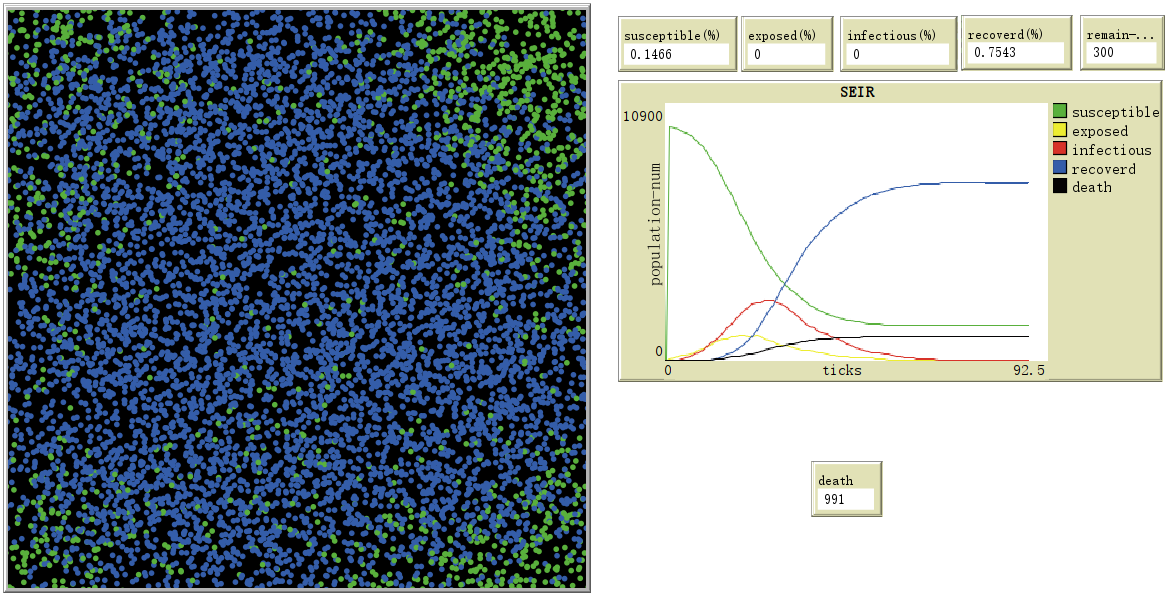 susceptible(%)
0.1466
exposed(%)
0
infectious(%)
0
recoverd(%)
0.7543
remain-...
300
SEIR
10900
population-num
0
0
ticks
92.5
susceptible
exposed
infectious
recoverd
death
death
991